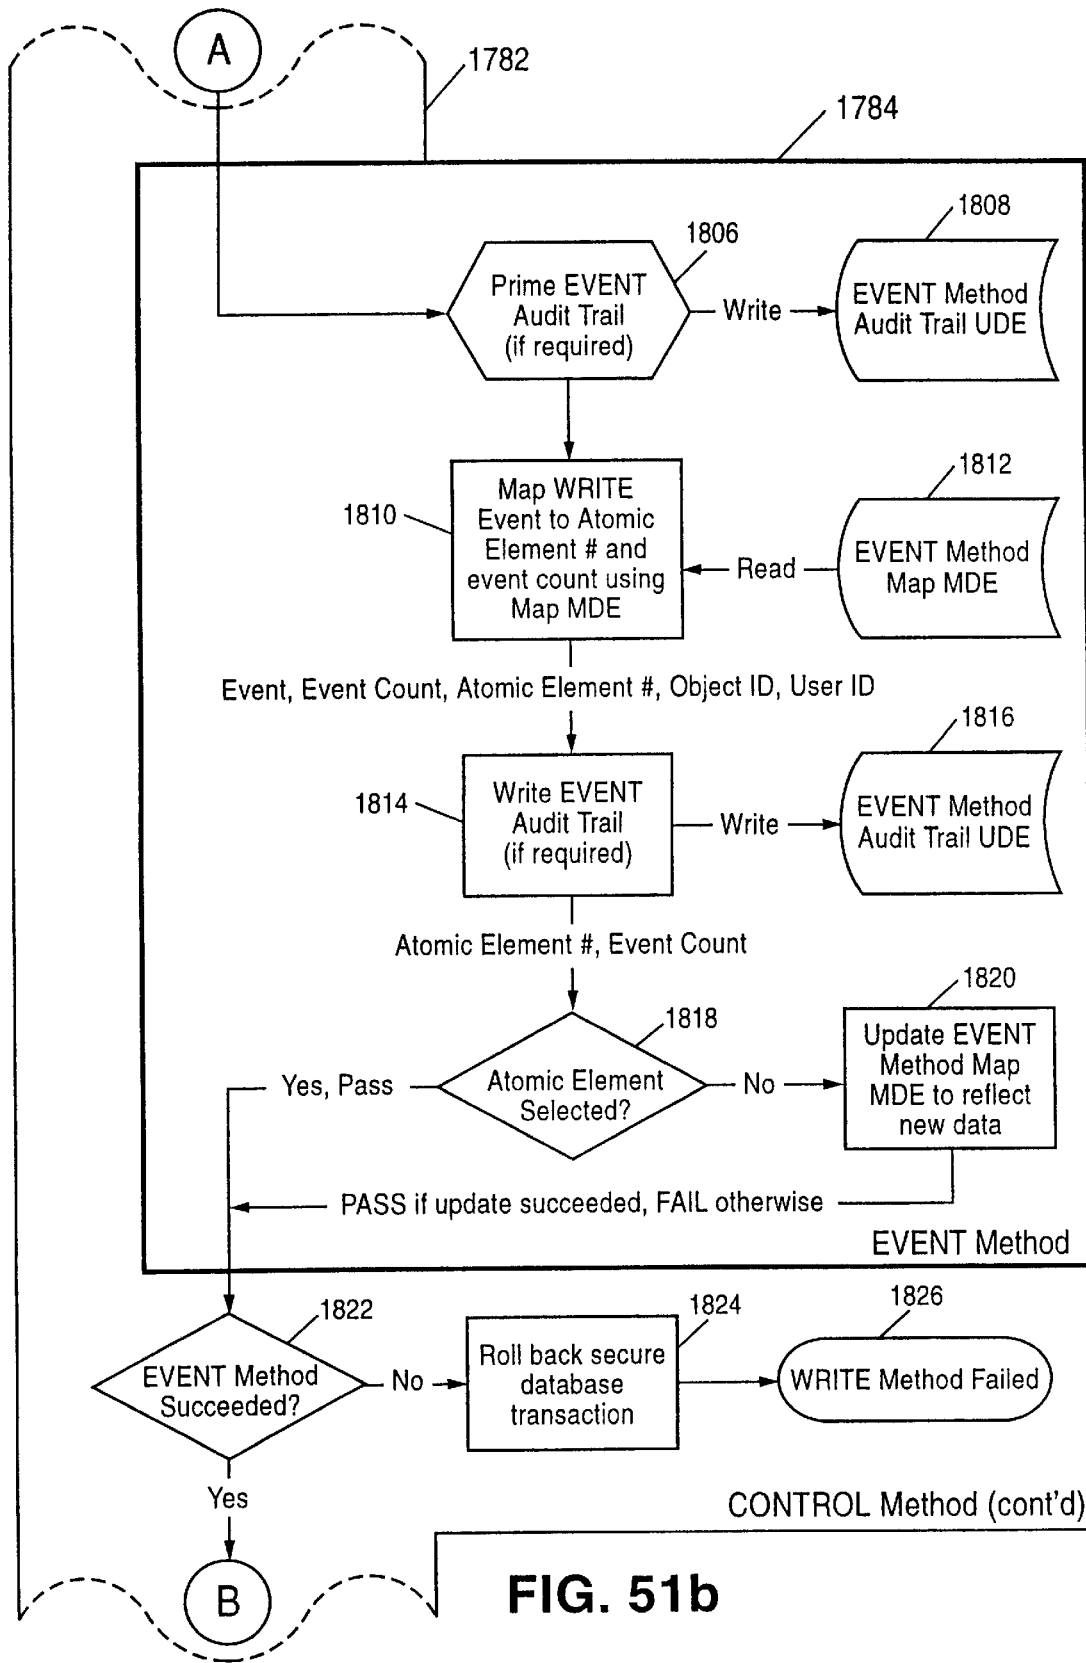 A
1782
1784
1806
1808
Prime EVENT
Audit Trail
(if required)
Write
EVENT Method
Audit Trail UDE
1810
Map WRITE
Event to Atomic
Element # and
event count using
Map MDE
Read
1812
EVENT Method
Map MDE
Event, Event Count, Atomic Element #, Object ID, User ID
1814
Write EVENT
Audit Trail
(if required)
Write
1816
EVENT Method
Audit Trail UDE
Atomic Element #, Event Count
1818
1820
Yes, Pass
Atomic Element
Selected?
No
Update EVENT
Method Map
MDE to reflect
new data
PASS if update succeeded, FAIL otherwise
EVENT Method
1822
1824
1826
EVENT Method
Succeeded?
No
Roll back secure
database
transaction
WRITE Method Failed
Yes
CONTROL Method (cont'd)
B
FIG. 51b